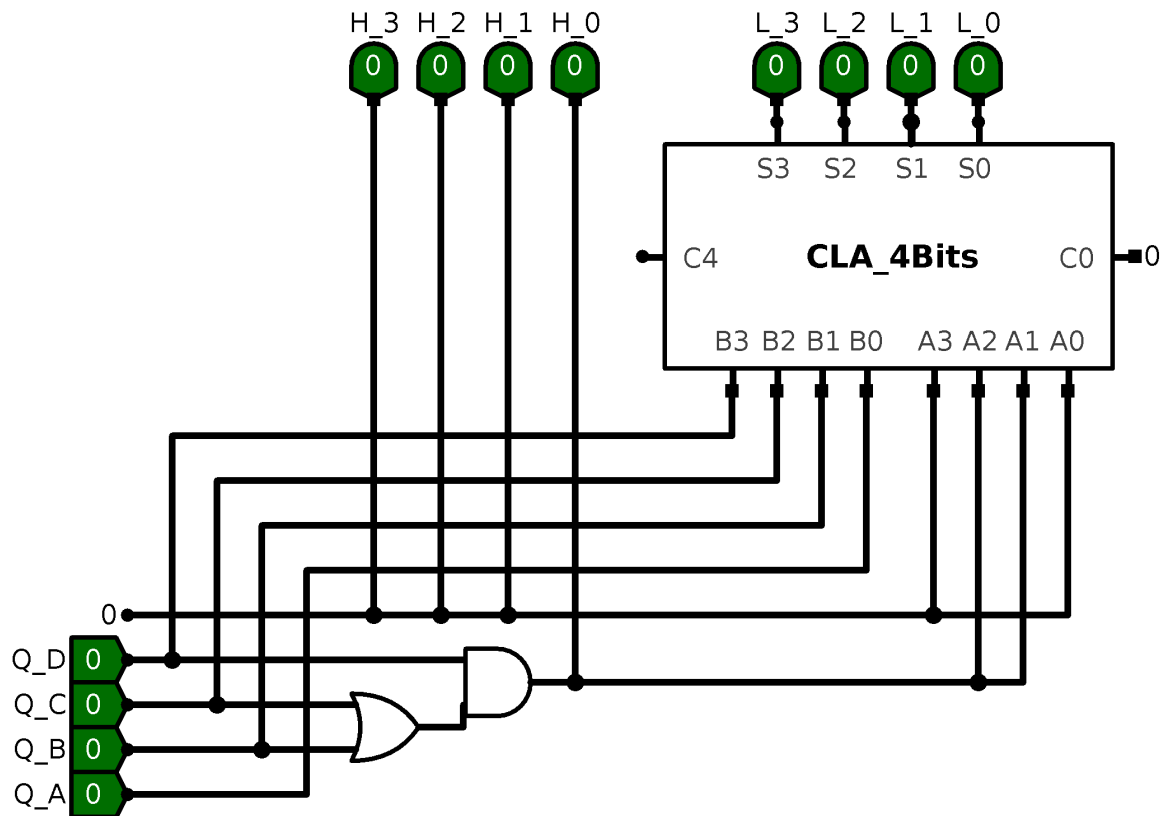 H_3 H_2 H_1 H_0 L_3 L_2 L_1 L_0
0 0 0 0 0 0 0 0
S3 S2 S1 S0
C4 CLA_4Bits C0 0
B3 B2 B1 B0 A3 A2 A1 A0
0
Q_D 0
Q_C 0
Q_B 0
Q_A 0